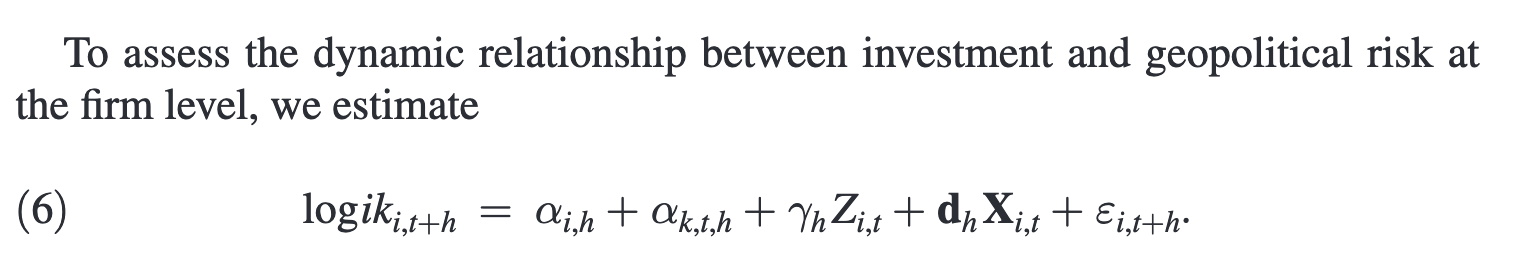 To assess the dynamic relationship between investment and geopolitical risk at
the firm level, we estimate
(6) logik_{i,t+h} = α_{i,h} + α_{k,t,h} + γ_h Z_{i,t} + d_h X_{i,t} + ε_{i,t+h}.